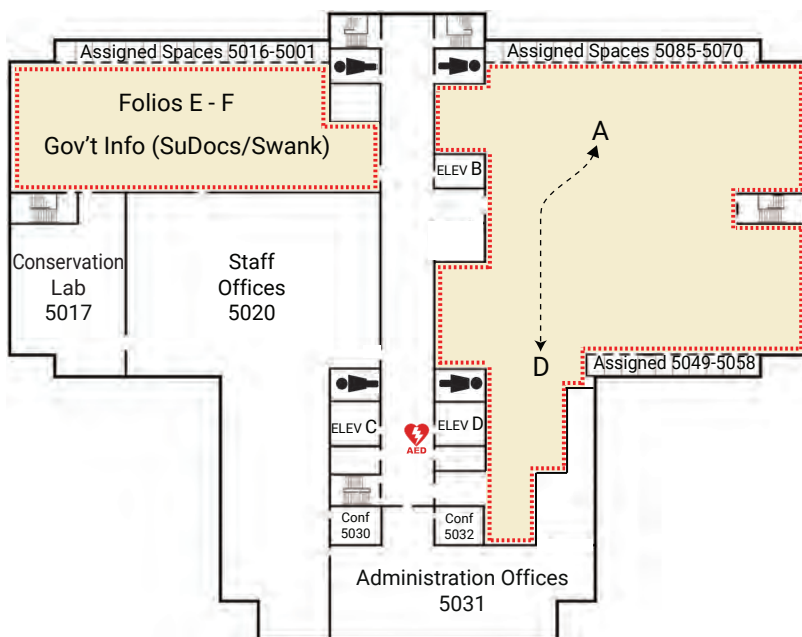 Assigned Spaces 5016-5001
Assigned Spaces 5085-5070
Folios E - F
Gov't Info (SuDocs/Swank)
A
ELEV B
Conservation
Lab
5017
Staff
Offices
5020
D
Assigned 5049-5058
ELEV C
ELEV D
AED
Conf
5030
Conf
5032
Administration Offices
5031